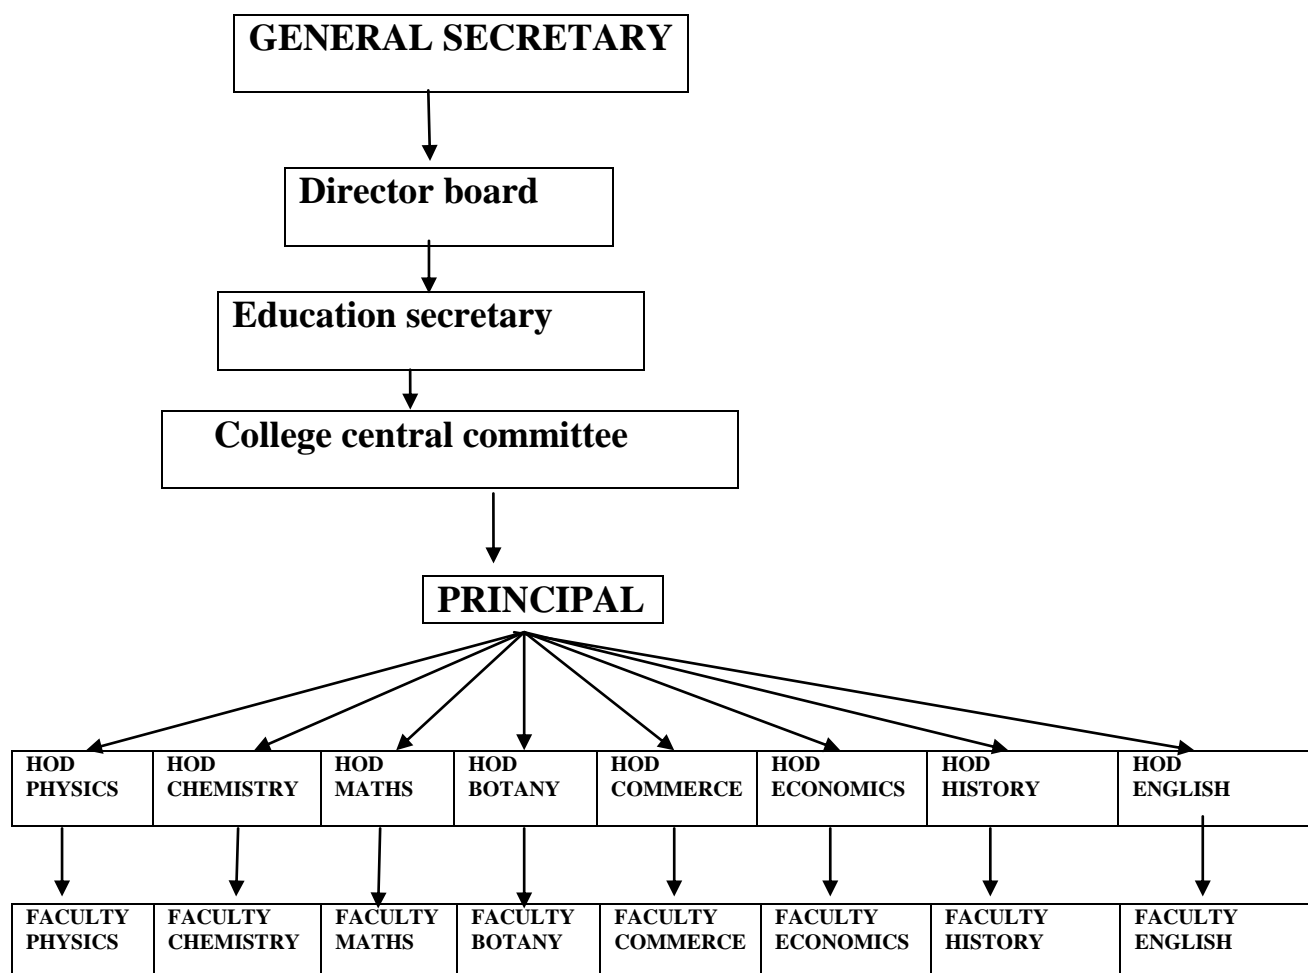 GENERAL SECRETARY
Director board
Education secretary
College central committee
PRINCIPAL
HOD
PHYSICS
HOD
CHEMISTRY
HOD
MATHS
HOD
BOTANY
HOD
COMMERCE
HOD
ECONOMICS
HOD
HISTORY
HOD
ENGLISH
FACULTY
PHYSICS
FACULTY
CHEMISTRY
FACULTY
MATHS
FACULTY
BOTANY
FACULTY
COMMERCE
FACULTY
ECONOMICS
FACULTY
HISTORY
FACULTY
ENGLISH